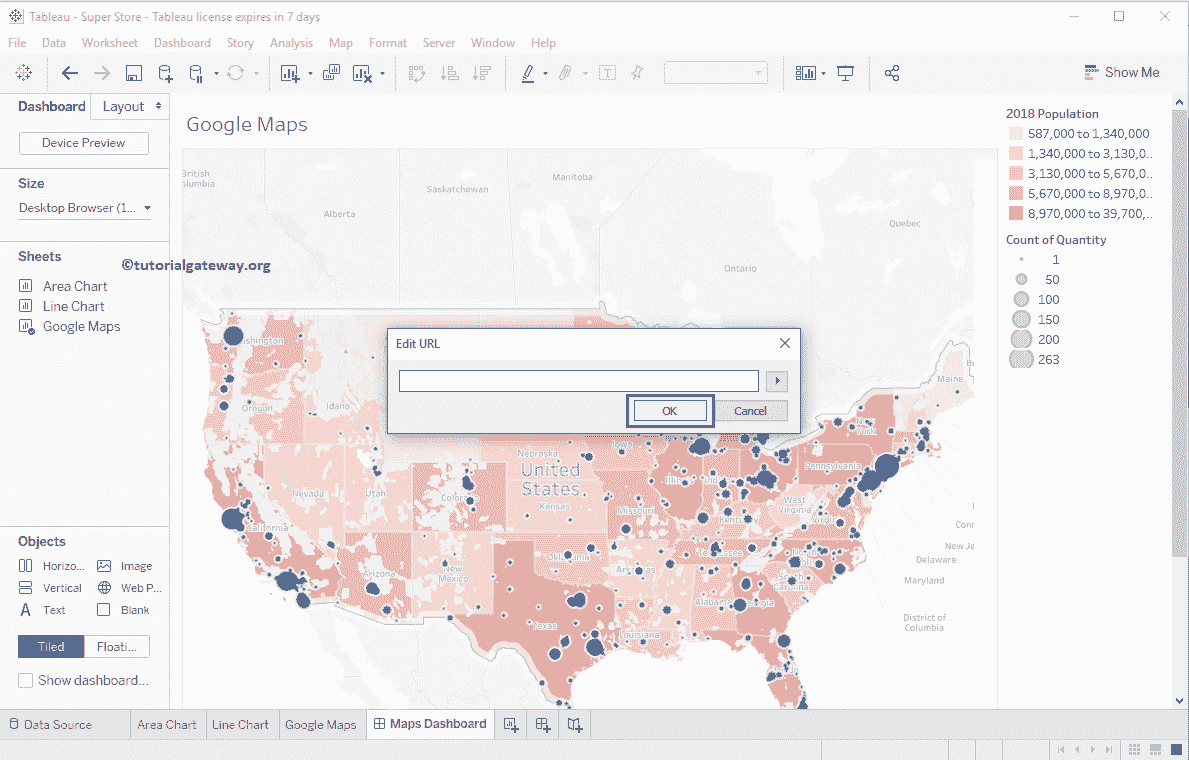 Tableau - Super Store - Tableau license expires in 7 days
File Data Worksheet Dashboard Story Analysis Map Format Server Window Help
Show Me
Dashboard Layout
Device Preview
Size
Desktop Browser (1...
Sheets
Area Chart
Line Chart
Google Maps
©tutorialgateway.org
Objects
Horizo... Image
Vertical Web P...
Text Blank
Tiled Floati...
Show dashboard...
Google Maps
British
Columbia
Alberta
Saskatchewan
Manitoba
Ontario
Quebec
Washington
Oregon
Idaho
Nevada
Utah
California
Arizona
Colorado
New
Mexico
Nebraska
United
States
Kansas
Oklahoma
Texas
Iowa
Missouri
Arkansas
Louisiana
Illinois
Alabama
Georgia
South
Carolina
West
Virginia
Virginia
Pennsylvania
New
York
Maine
Conn
New Je
Delaware
Maryland
District of
Columbia
Edit URL
OK Cancel
2018 Population
587,000 to 1,340,000
1,340,000 to 3,130,0..
3,130,000 to 5,670,0..
5,670,000 to 8,970,0..
8,970,000 to 39,700,..
Count of Quantity
1
50
100
150
200
263
Data Source Area Chart Line Chart Google Maps Maps Dashboard